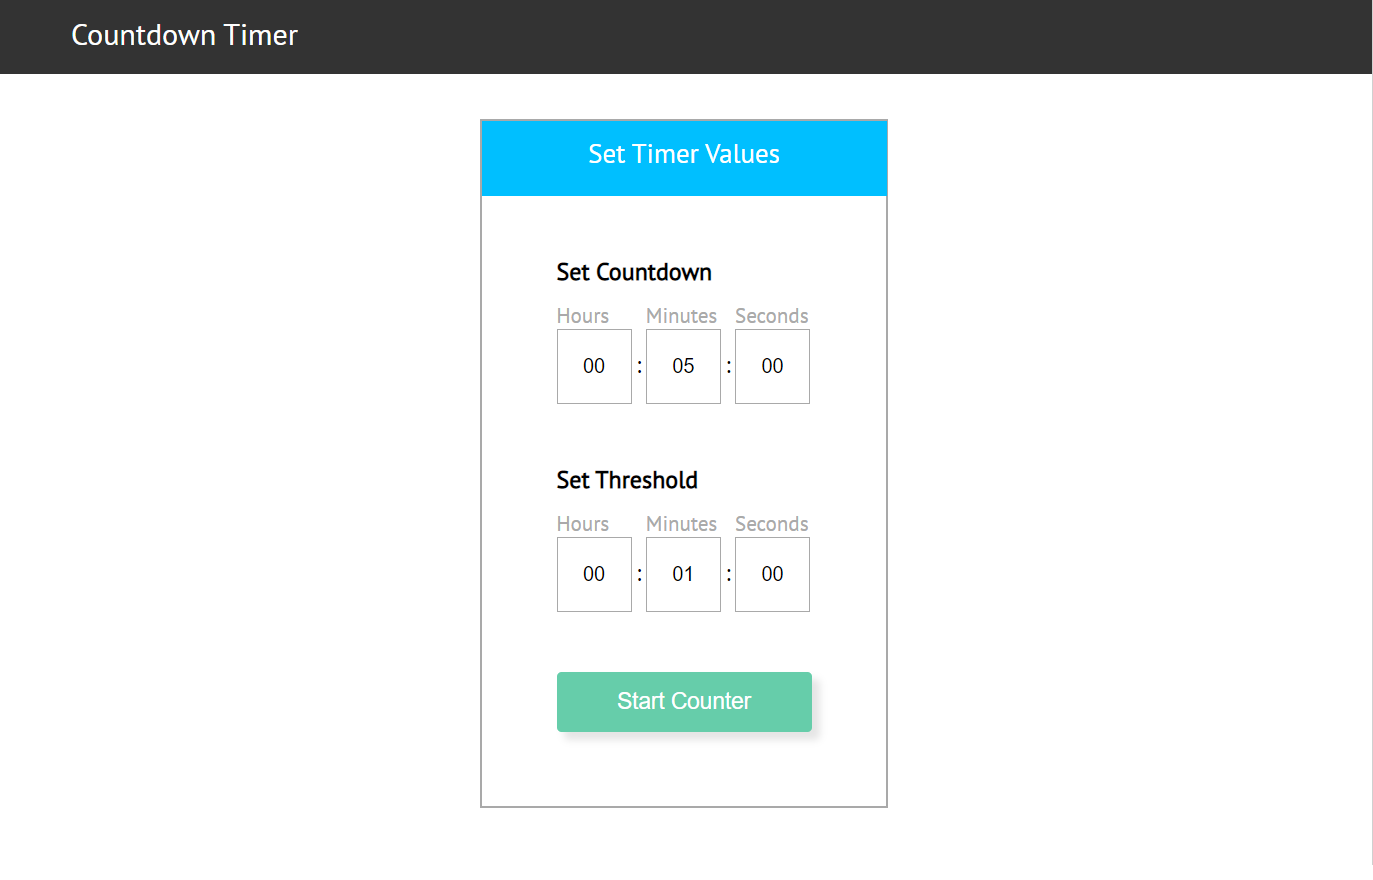 Countdown Timer
Set Timer Values
Set Countdown
Hours Minutes Seconds
00 : 05 : 00
Set Threshold
Hours Minutes Seconds
00 : 01 : 00
Start Counter